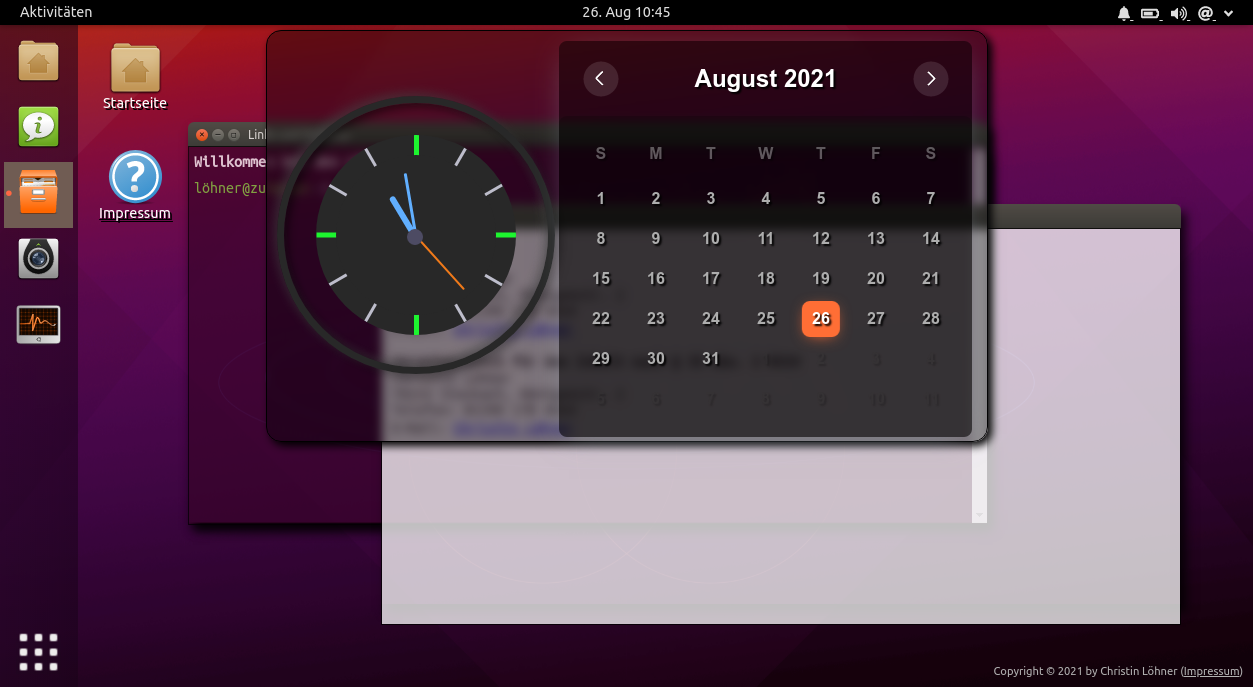 Aktivitäten
26. Aug 10:45
Startseite
Impressum
Willkomme
löhner@zu
August 2021
S M T W T F S
1 2 3 4 5 6 7
8 9 10 11 12 13 14
15 16 17 18 19 20 21
22 23 24 25 26 27 28
29 30 31 1 2 3 4
5 6 7 8 9 10 11
Copyright © 2021 by Christin Löhner (Impressum)